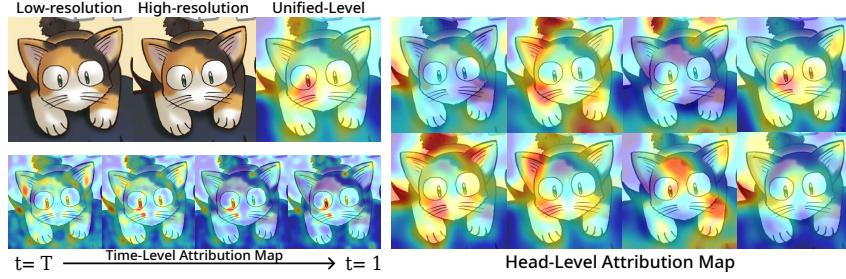 Low-resolution High-resolution Unified-Level
Time-Level Attribution Map
t= T t= 1
Head-Level Attribution Map